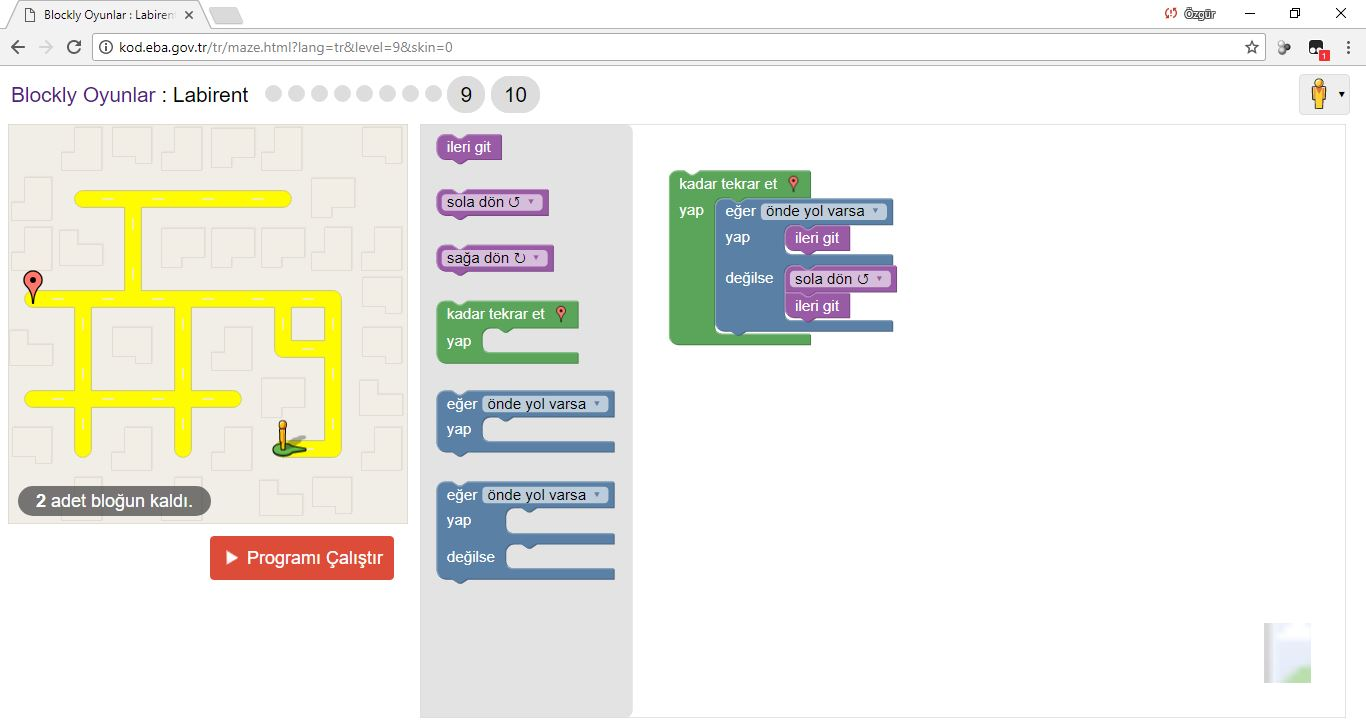 Blockly Oyunlar : Labiren
Özgür
kod.eba.gov.tr/tr/maze.html?lang=tr&level=9&skin=0
1
Blockly Oyunlar : Labirent
9
10
ileri git
sola dön ↺
sağa dön ↻
kadar tekrar et
yap
eğer önde yol varsa
yap
eğer önde yol varsa
yap
değilse
kadar tekrar et
yap eğer önde yol varsa
yap ileri git
değilse sola dön ↺
ileri git
2 adet bloğun kaldı.
Programı Çalıştır